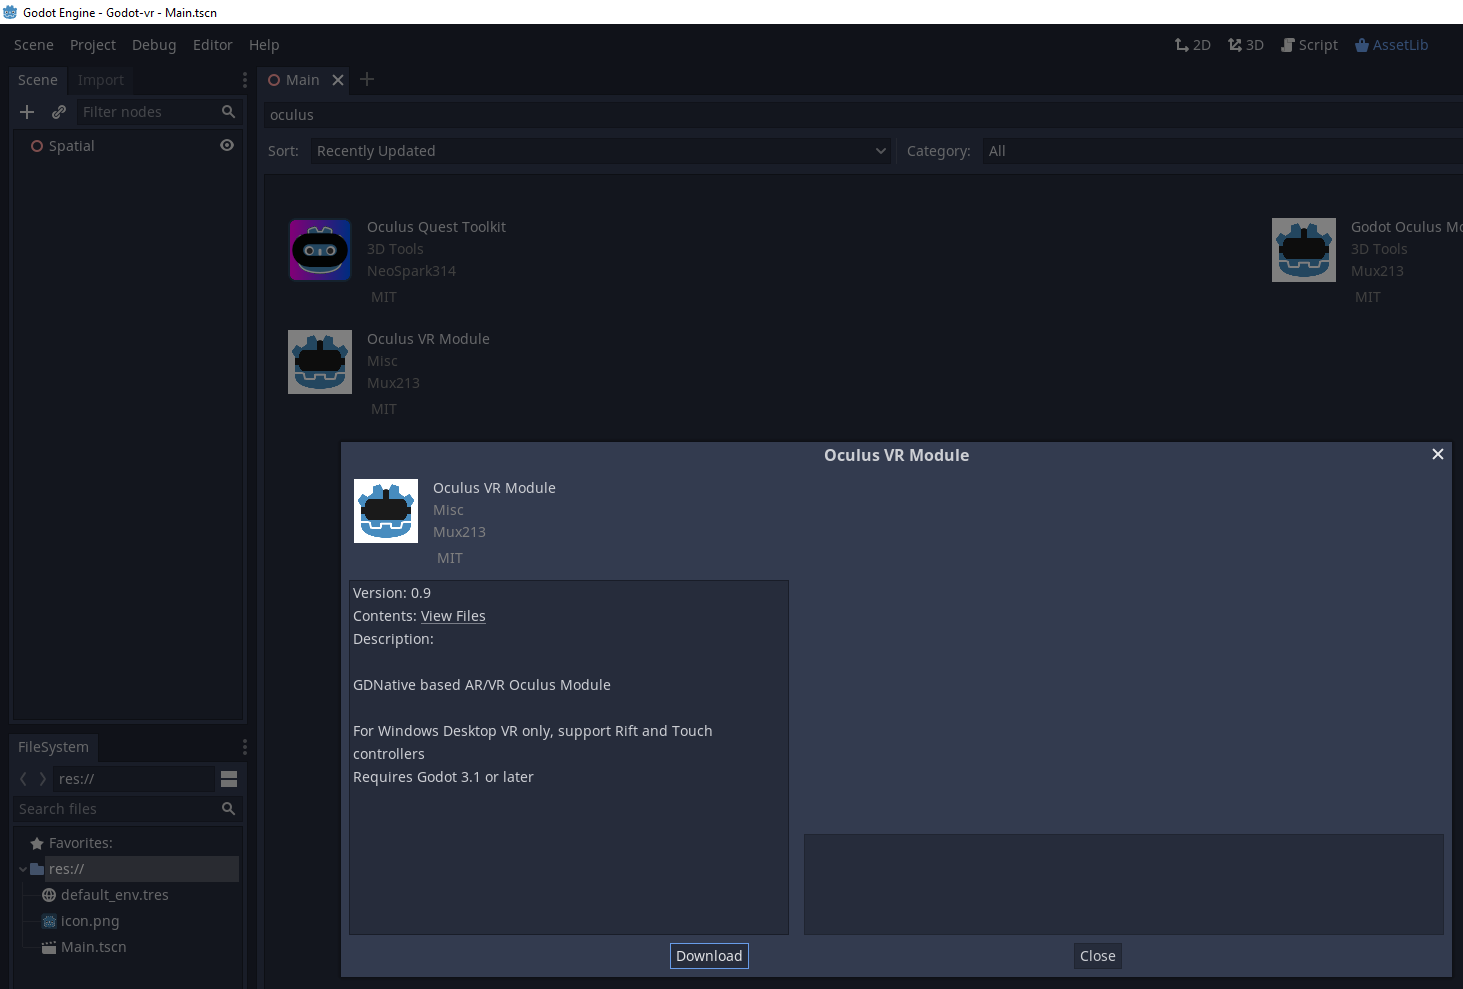 Godot Engine - Godot-vr - Main.tscn
Scene Project Debug Editor Help 2D 3D Script AssetLib
Scene Import
Filter nodes
Spatial
Main
oculus
Sort: Recently Updated Category: All
Oculus Quest Toolkit
3D Tools
NeoSpark314
MIT
Godot Oculus Mo
3D Tools
Mux213
MIT
Oculus VR Module
Misc
Mux213
MIT
Oculus VR Module
Oculus VR Module
Misc
Mux213
MIT
Version: 0.9
Contents: View Files
Description:
GDNative based AR/VR Oculus Module
For Windows Desktop VR only, support Rift and Touch
controllers
Requires Godot 3.1 or later
Download Close
FileSystem
res://
Search files
Favorites:
res://
default_env.tres
icon.png
Main.tscn